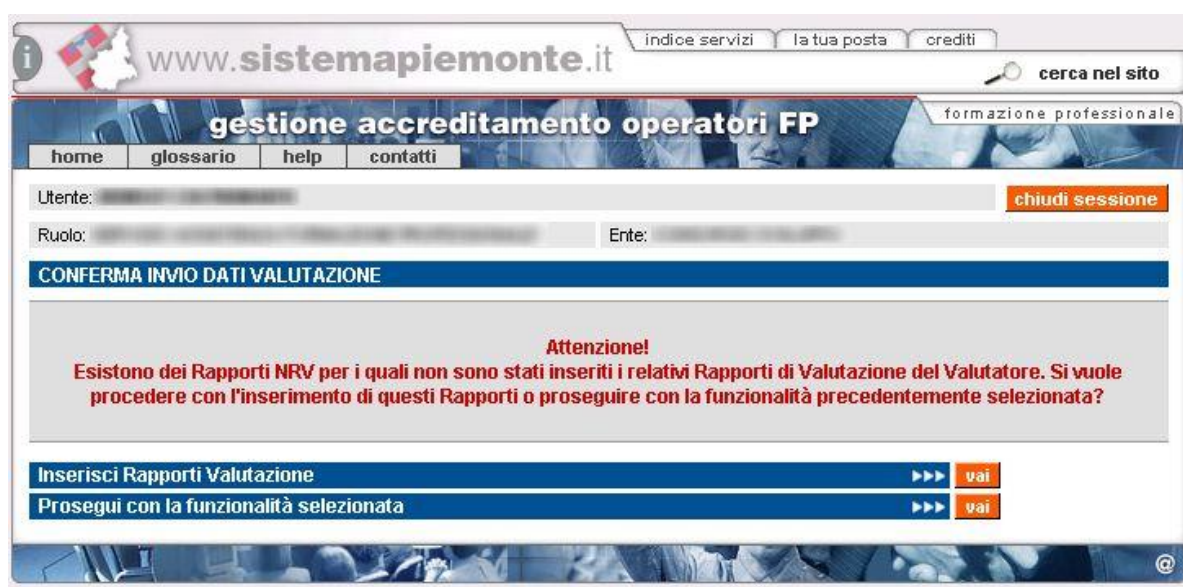 i
www.sistemapiemonte.it
indice servizi la tua posta crediti
cerca nel sito
gestione accreditamento operatori FP
formazione professionale
home glossario help contatti
Utente:
chiudi sessione
Ruolo: Ente:
CONFERMA INVIO DATI VALUTAZIONE
Attenzione!
Esistono dei Rapporti NRV per i quali non sono stati inseriti i relativi Rapporti di Valutazione del Valutatore. Si vuole
procedere con l'inserimento di questi Rapporti o proseguire con la funzionalità precedentemente selezionata?
Inserisci Rapporti Valutazione vai
Prosegui con la funzionalità selezionata vai
@